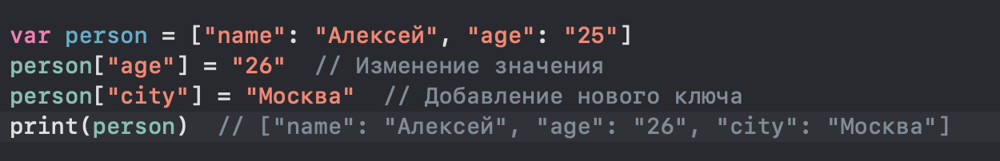 var person = ["name": "Алексей", "age": "25"]
person["age"] = "26"  // Изменение значения
person["city"] = "Москва"  // Добавление нового ключа
print(person)  // ["name": "Алексей", "age": "26", "city": "Москва"]